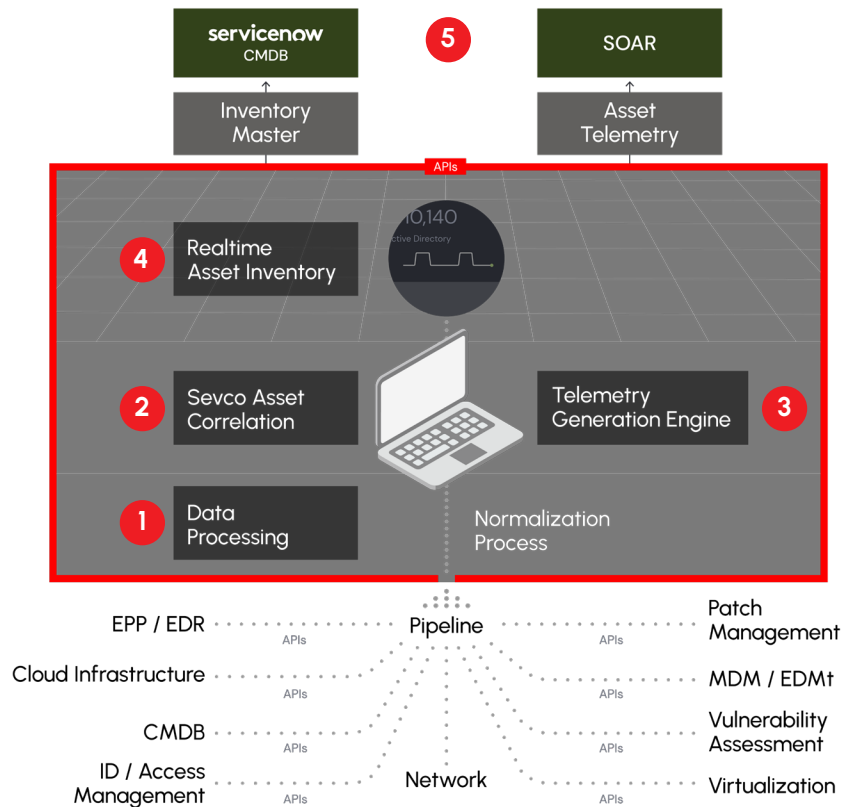 servicenow
CMDB
5
SOAR
Inventory
Master
Asset
Telemetry
APIs
10,140
ctive Directory
4
Realtime
Asset Inventory
2
Sevco Asset
Correlation
Telemetry
Generation Engine
3
1
Data
Processing
Normalization
Process
EPP / EDR
APIs
Pipeline
APIs
Patch
Management
Cloud Infrastructure
APIs
APIs
MDM / EDMt
CMDB
APIs
APIs
Vulnerability
Assessment
ID / Access
Management
APIs
Network
APIs
Virtualization